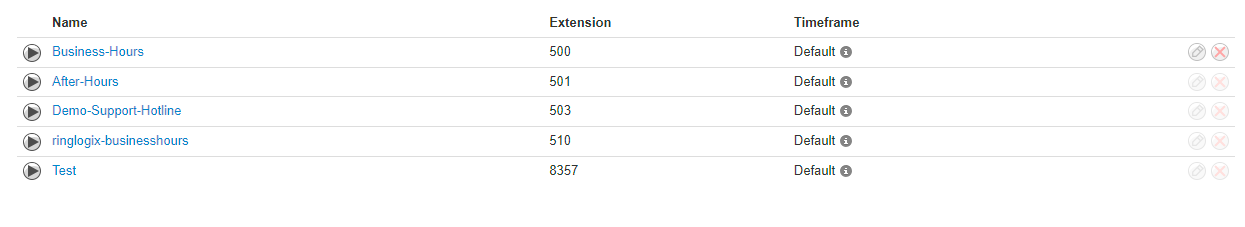 Name Extension Timeframe
Business-Hours 500 Default
After-Hours 501 Default
Demo-Support-Hotline 503 Default
ringlogix-businesshours 510 Default
Test 8357 Default